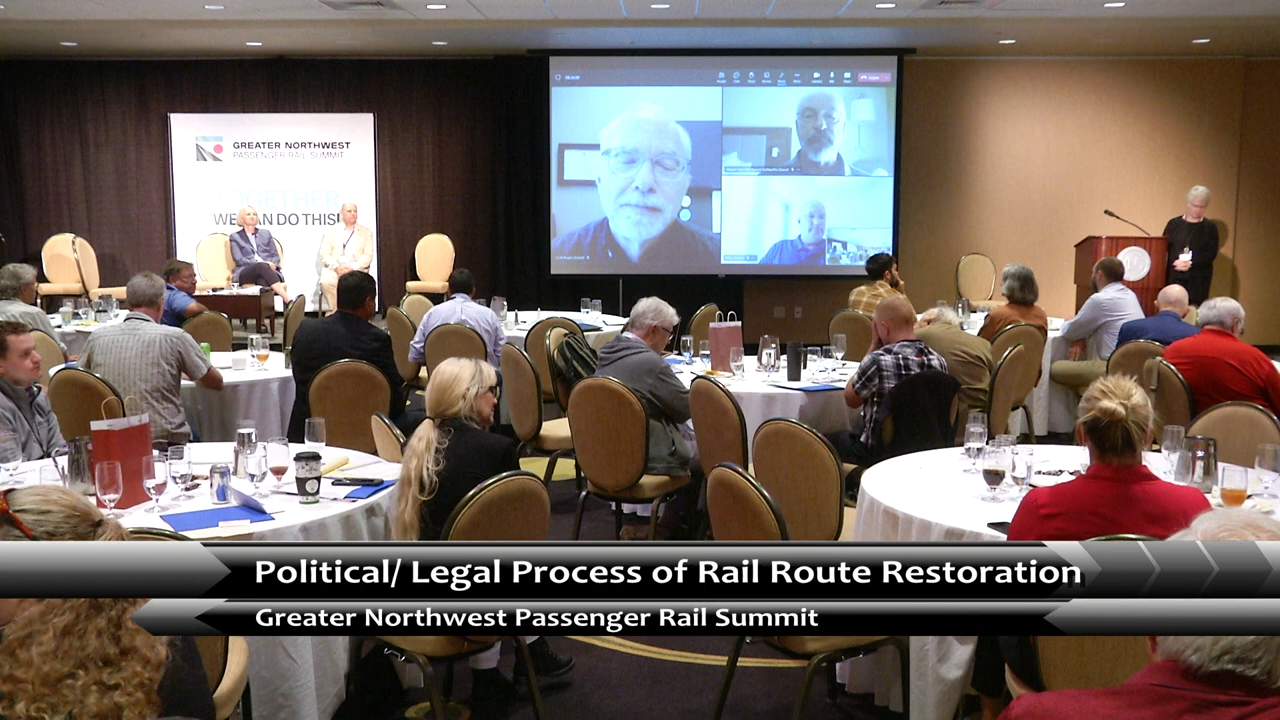 GREATER NORTHWEST
PASSENGER RAIL SUMMIT
TOGETHER
WE CAN DO THIS!
Political/ Legal Process of Rail Route Restoration
Greater Northwest Passenger Rail Summit